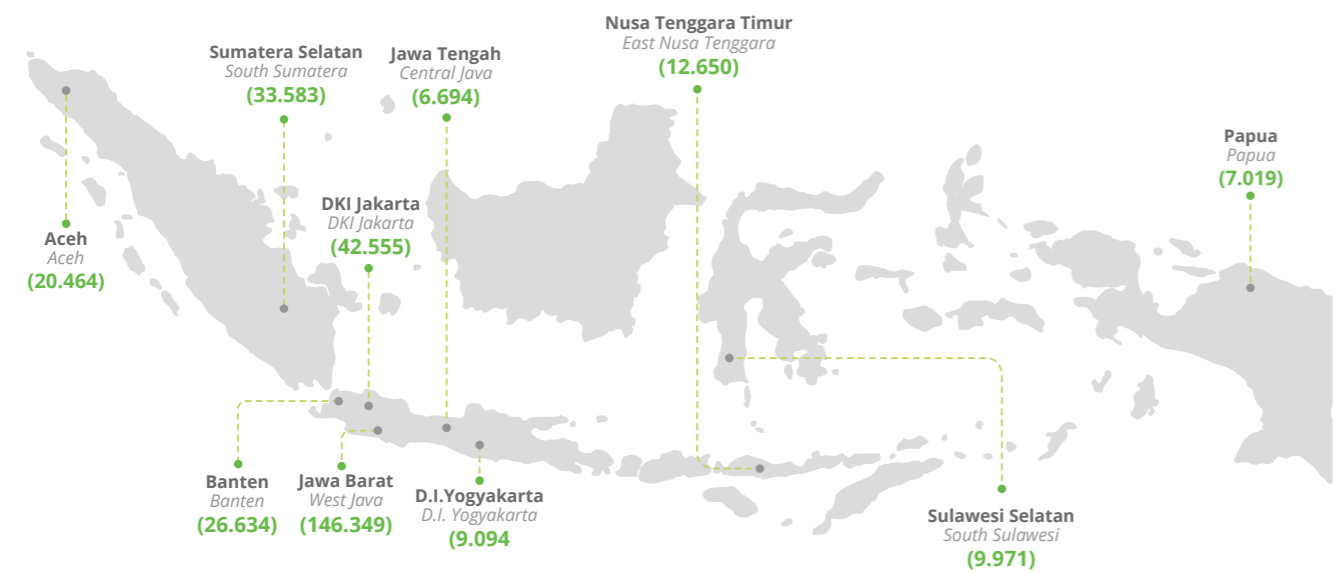 Nusa Tenggara Timur
East Nusa Tenggara
(12.650)
Sumatera Selatan
South Sumatera
(33.583)
Jawa Tengah
Central Java
(6.694)
Papua
Papua
(7.019)
DKI Jakarta
DKI Jakarta
(42.555)
Aceh
Aceh
(20.464)
Banten
Banten
(26.634)
Jawa Barat
West Java
(146.349)
D.I.Yogyakarta
D.I. Yogyakarta
(9.094
Sulawesi Selatan
South Sulawesi
(9.971)